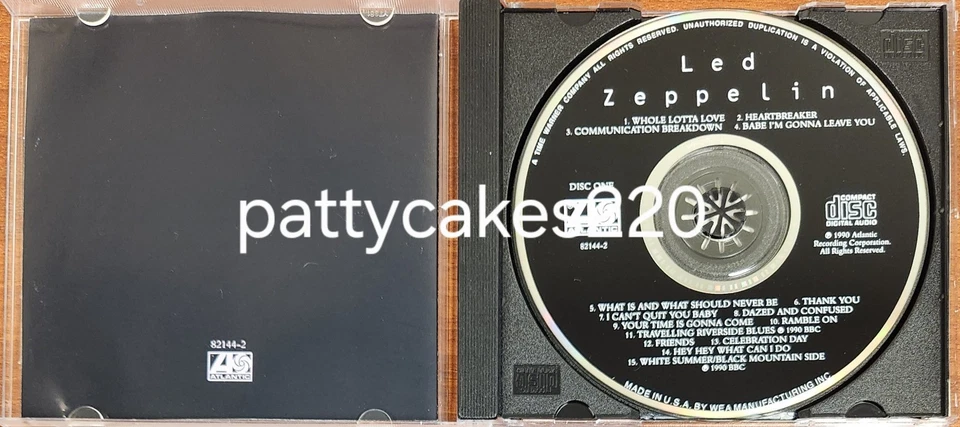 82144-2
ATLANTIC
pattycakes4220
A TIME WARNER COMPANY ALL RIGHTS RESERVED. UNAUTHORIZED DUPLICATION IS A VIOLATION OF APPLICABLE LAWS.
Led
Zeppelin
1. WHOLE LOTTA LOVE 2. HEARTBREAKER
3. COMMUNICATION BREAKDOWN 4. BABE I'M GONNA LEAVE YOU
DISC ONE
ATLANTIC
82144-2
COMPACT
disc
DIGITAL AUDIO
℗ 1990 Atlantic
Recording Corporation.
All Rights Reserved.
5. WHAT IS AND WHAT SHOULD NEVER BE 6. THANK YOU
7. I CAN'T QUIT YOU BABY 8. DAZED AND CONFUSED
9. YOUR TIME IS GONNA COME 10. RAMBLE ON
11. TRAVELLING RIVERSIDE BLUES ℗ 1990 BBC
12. FRIENDS 13. CELEBRATION DAY
14. HEY HEY WHAT CAN I DO
15. WHITE SUMMER/BLACK MOUNTAIN SIDE
℗ 1990 BBC
MADE IN U.S.A. BY WEA MANUFACTURING INC.
disc